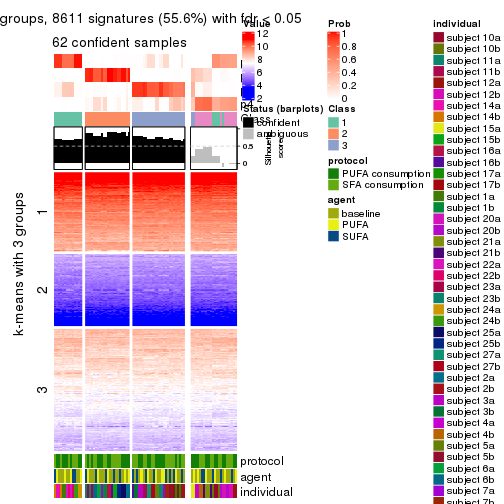 groups, 8611 signatures (55.6%) with fdr < 0.05
62 confident samples
k-means with 3 groups
1
2
3
protocol
agent
individual
Value
12
10
8
6
4
2
Prob
1
0.8
0.6
0.4
0.2
0
Status (barplots)
confident
ambiguous
Class
1
2
3
protocol
PUFA consumption
SFA consumption
agent
baseline
PUFA
SUFA
0.5
0
individual
subject 10a
subject 10b
subject 11a
subject 11b
subject 12a
subject 12b
subject 14a
subject 14b
subject 15a
subject 15b
subject 16a
subject 16b
subject 17a
subject 17b
subject 1a
subject 1b
subject 20a
subject 20b
subject 21a
subject 21b
subject 22a
subject 22b
subject 23a
subject 23b
subject 24a
subject 24b
subject 25a
subject 25b
subject 27a
subject 27b
subject 2a
subject 2b
subject 3a
subject 3b
subject 4a
subject 4b
subject 5a
subject 5b
subject 6a
subject 6b
subject 7a
subject 7b